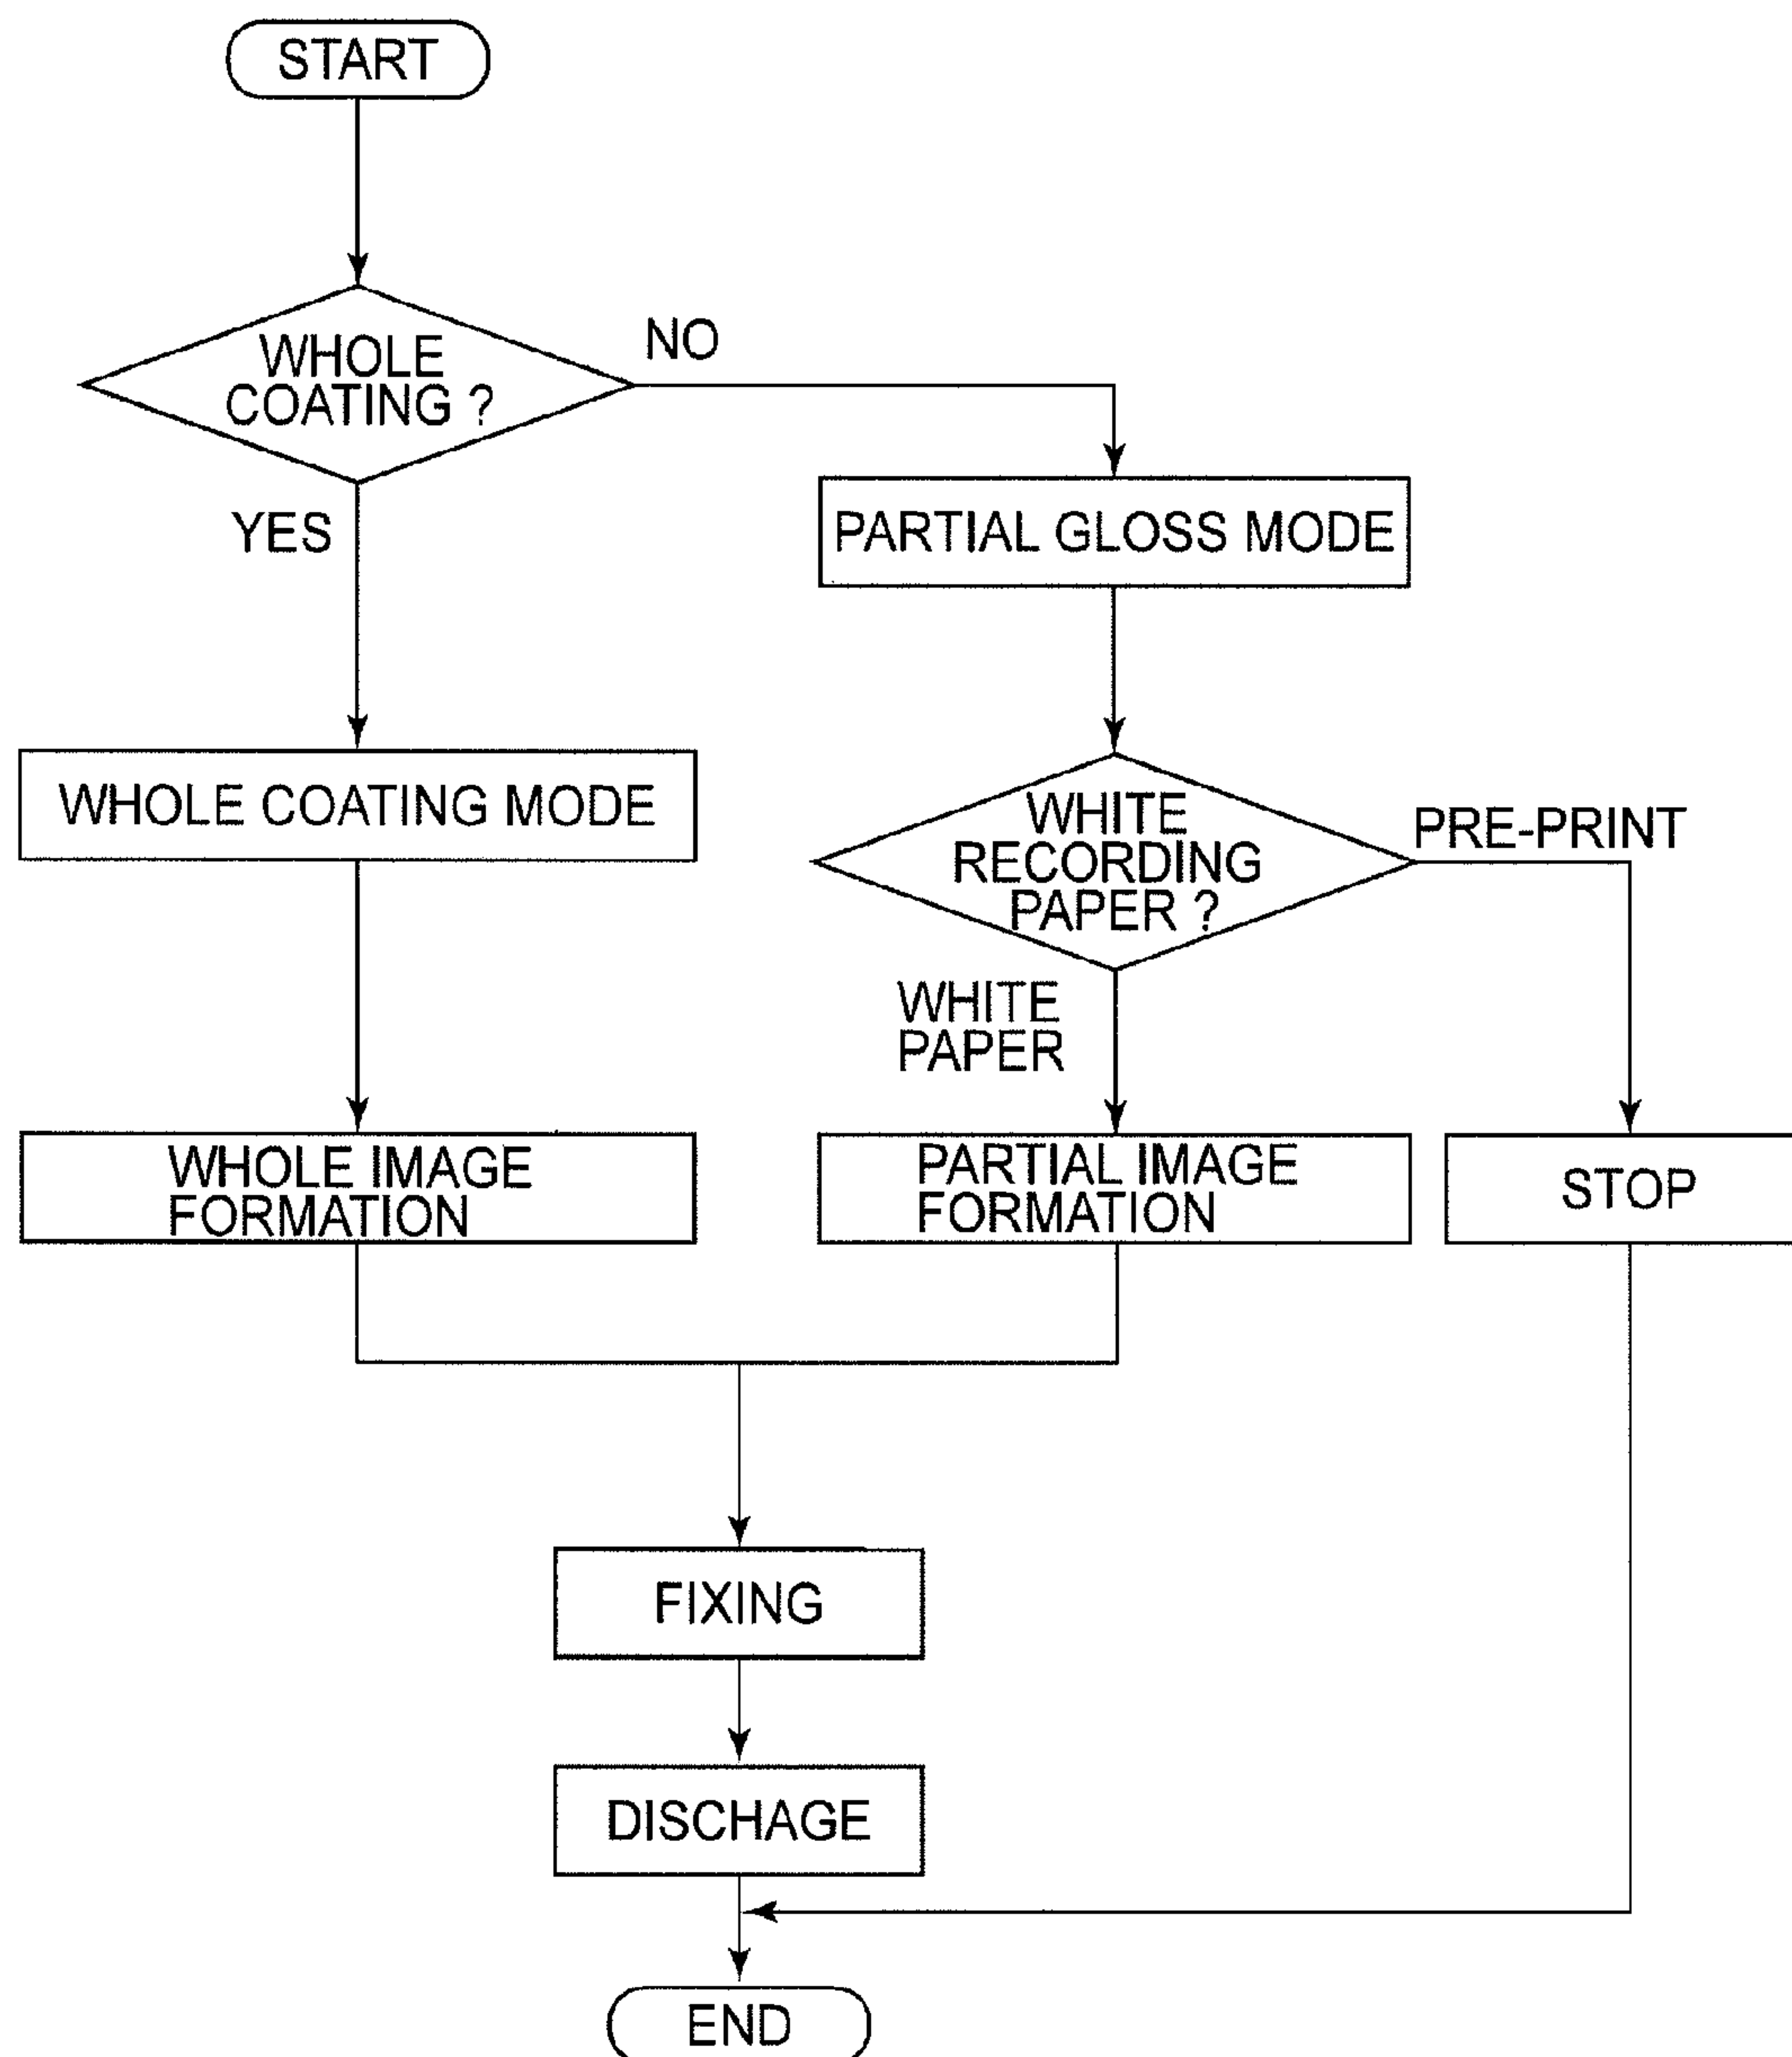 START
WHOLE
COATING ?
NO
YES
PARTIAL GLOSS MODE
WHOLE COATING MODE
WHITE
RECORDING
PAPER ?
PRE-PRINT
WHITE
PAPER
WHOLE IMAGE
FORMATION
PARTIAL IMAGE
FORMATION
STOP
FIXING
DISCHAGE
END